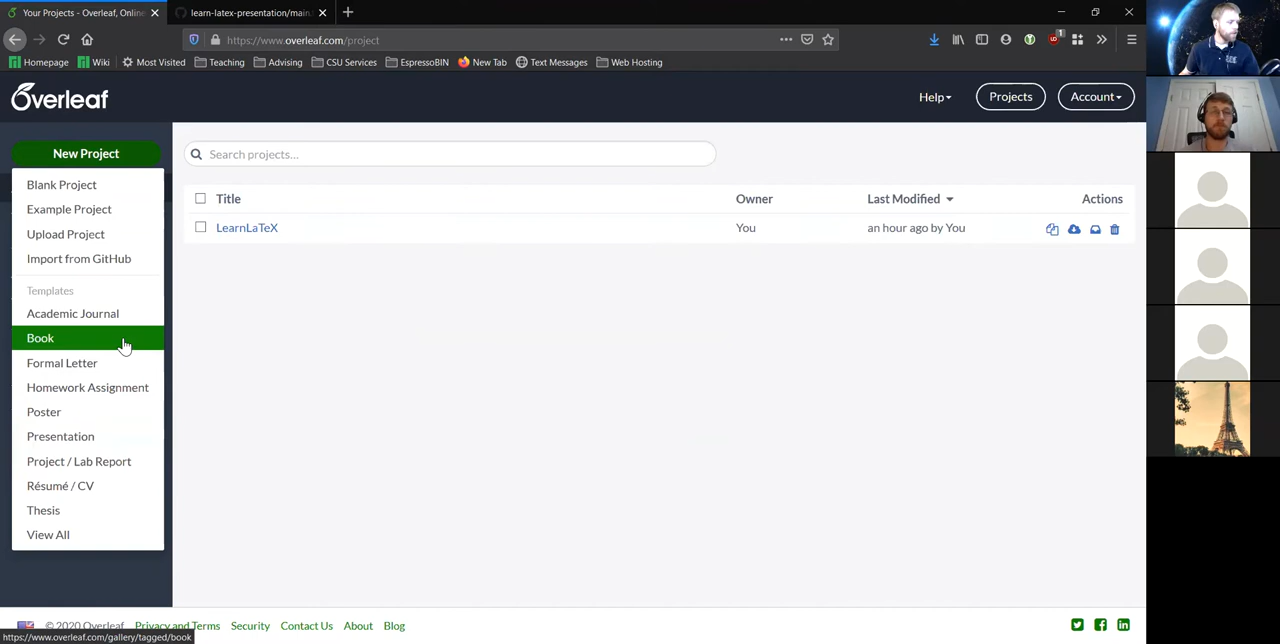 Your Projects - Overleaf, Online
learn-latex-presentation/main.
https://www.overleaf.com/project
1
Homepage
Wiki
Most Visited
Teaching
Advising
CSU Services
EspressoBIN
New Tab
Text Messages
Web Hosting
Overleaf
Help
Projects
Account
New Project
Search projects...
Blank Project
Example Project
Upload Project
Import from GitHub
Templates
Academic Journal
Book
Formal Letter
Homework Assignment
Poster
Presentation
Project / Lab Report
Résumé / CV
Thesis
View All
Title
Owner
Last Modified
Actions
LearnLaTeX
You
an hour ago by You
© 2020 Overleaf
Privacy and Terms
Security
Contact Us
About
Blog
https://www.overleaf.com/gallery/tagged/book